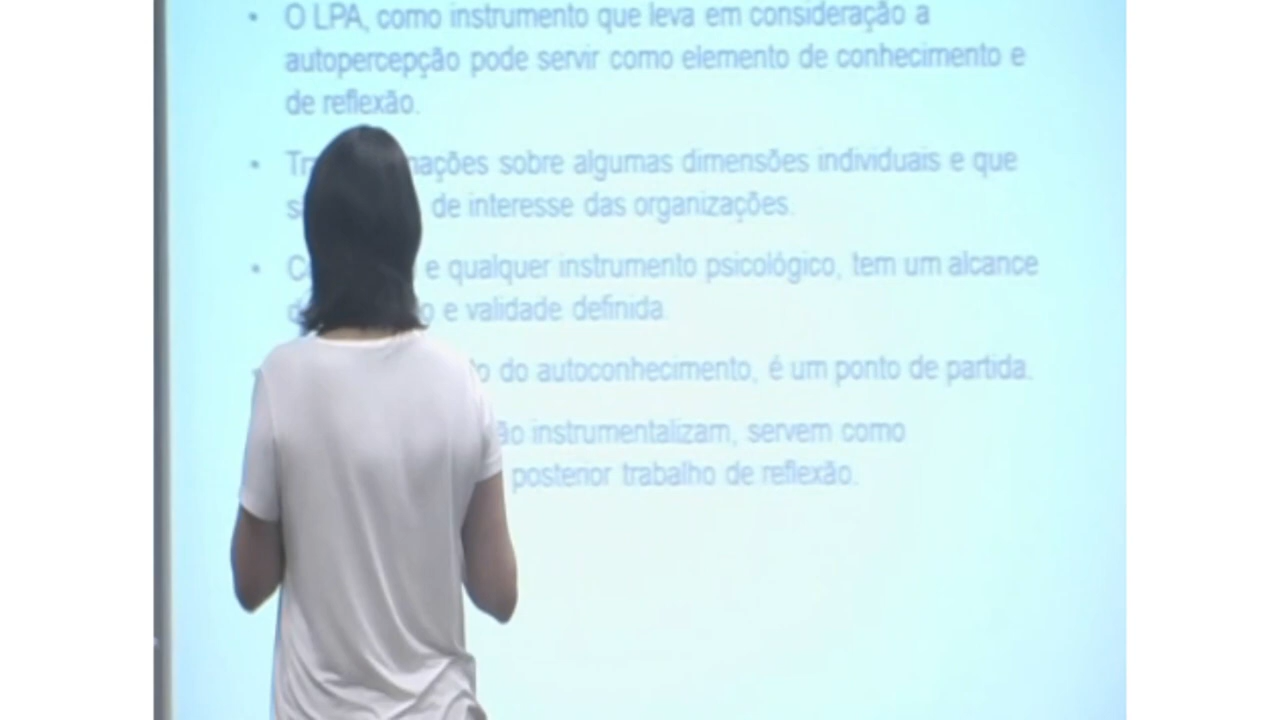 • O LPA, como instrumento que leva em consideração a
autopercepção pode servir como elemento de conhecimento e
de reflexão.
• sobre algumas dimensões individuais e que
de interesse das organizações.
• e qualquer instrumento psicológico, tem um alcance
e validade definida.
do autoconhecimento, é um ponto de partida.
instrumentalizam, servem como
posterior trabalho de reflexão.